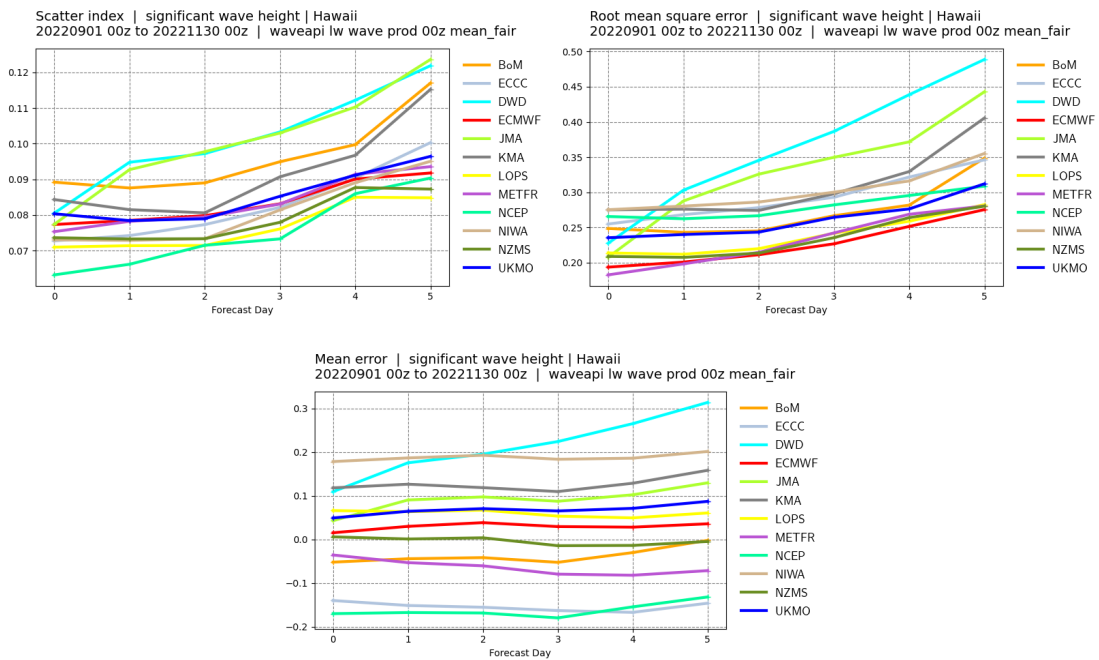 Scatter index | significant wave height | Hawaii
20220901 00z to 20221130 00z | waveapi lw wave prod 00z mean_fair
0.12
0.11
0.10
0.09
0.08
0.07
0 1 2 3 4 5
Forecast Day
BoM
ECCC
DWD
ECMWF
JMA
KMA
LOPS
METFR
NCEP
NIWA
NZMS
UKMO
Root mean square error | significant wave height | Hawaii
20220901 00z to 20221130 00z | waveapi lw wave prod 00z mean_fair
0.50
0.45
0.40
0.35
0.30
0.25
0.20
0 1 2 3 4 5
Forecast Day
BoM
ECCC
DWD
ECMWF
JMA
KMA
LOPS
METFR
NCEP
NIWA
NZMS
UKMO
Mean error | significant wave height | Hawaii
20220901 00z to 20221130 00z | waveapi lw wave prod 00z mean_fair
0.3
0.2
0.1
0.0
−0.1
−0.2
0 1 2 3 4 5
Forecast Day
BoM
ECCC
DWD
ECMWF
JMA
KMA
LOPS
METFR
NCEP
NIWA
NZMS
UKMO